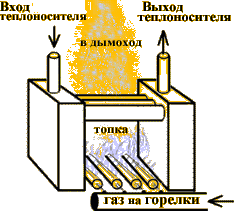 Вход
теплоносителя
Выход
теплоносителя
в дымоход
топка
газ на горелки